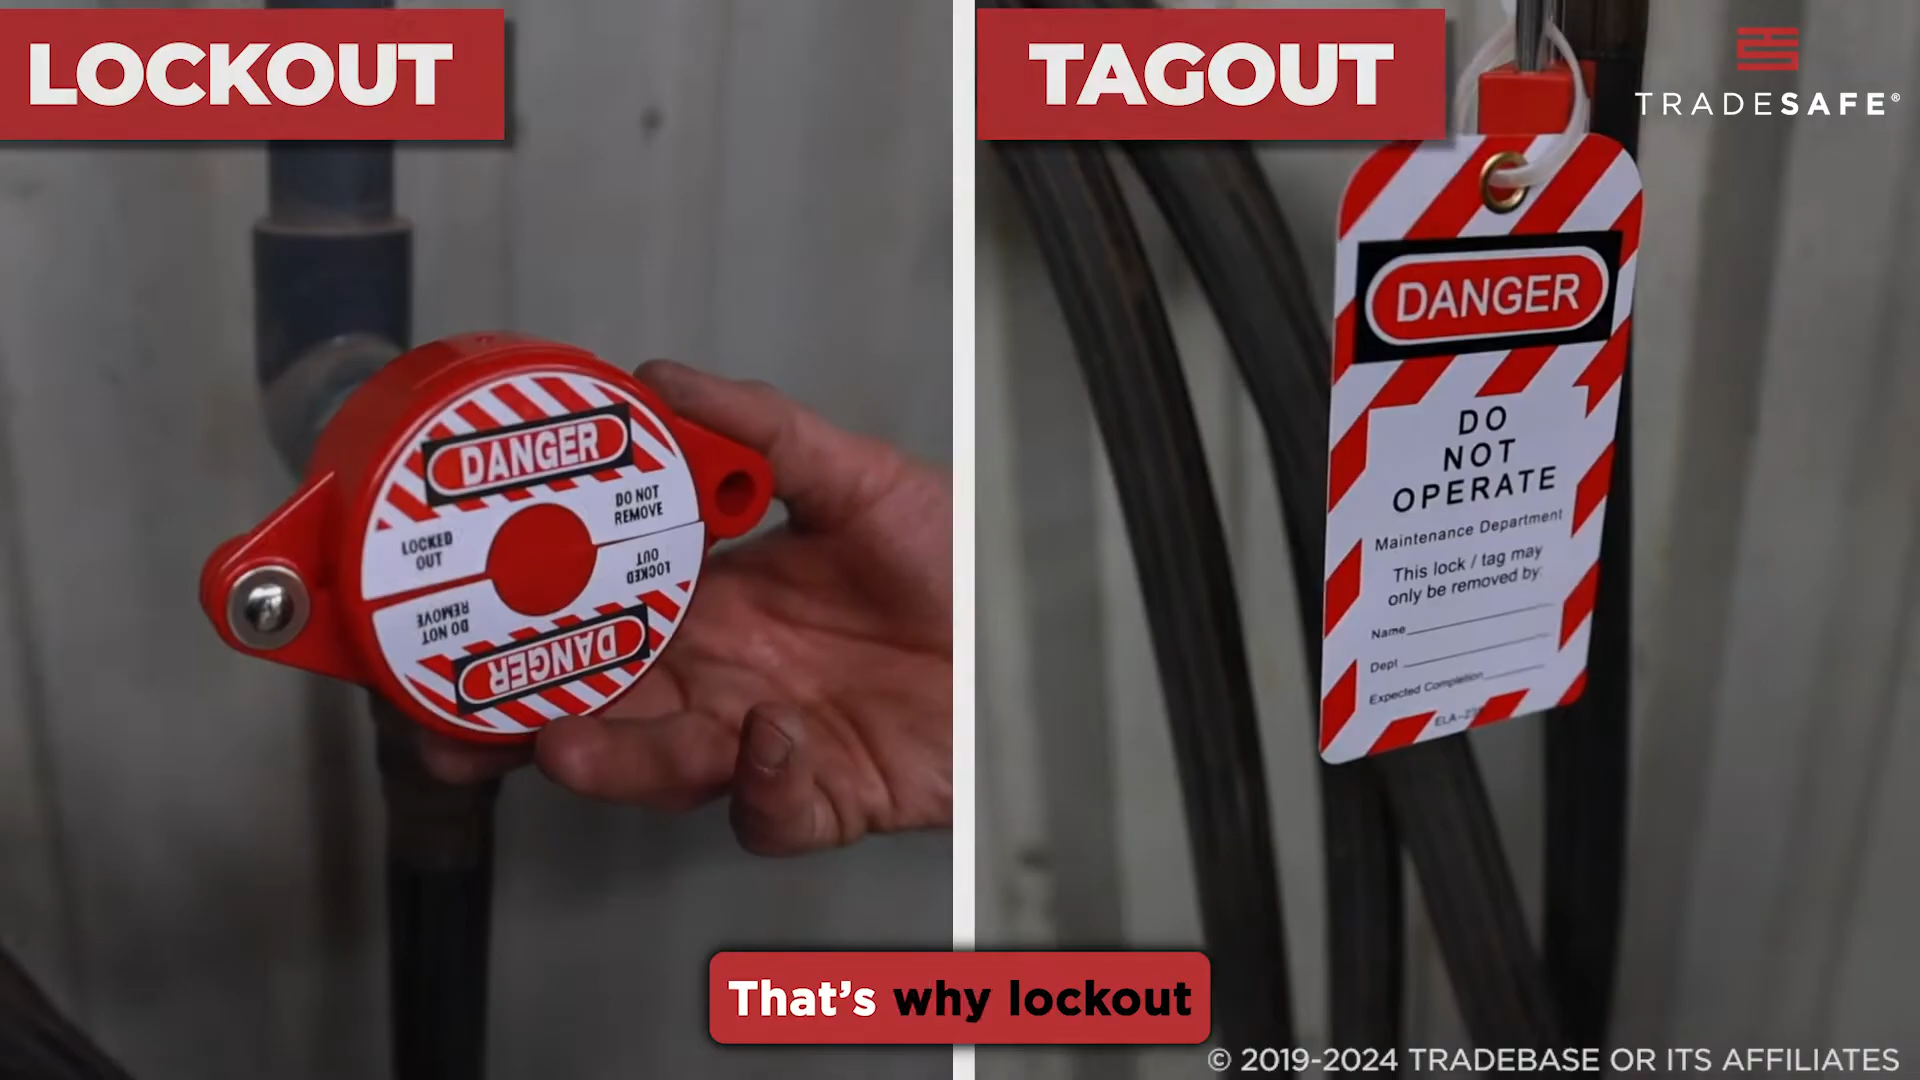 LOCKOUT
DANGER
DO NOT
REMOVE
LOCKED
OUT
LOCKED
OUT
DO NOT
REMOVE
DANGER
TAGOUT
TRADESAFE®
DANGER
DO
NOT
OPERATE
Maintenance Department
This lock / tag may
only be removed by:
Name
Dept
Expected Completion
That's why lockout
© 2019-2024 TRADEBASE OR ITS AFFILIATES